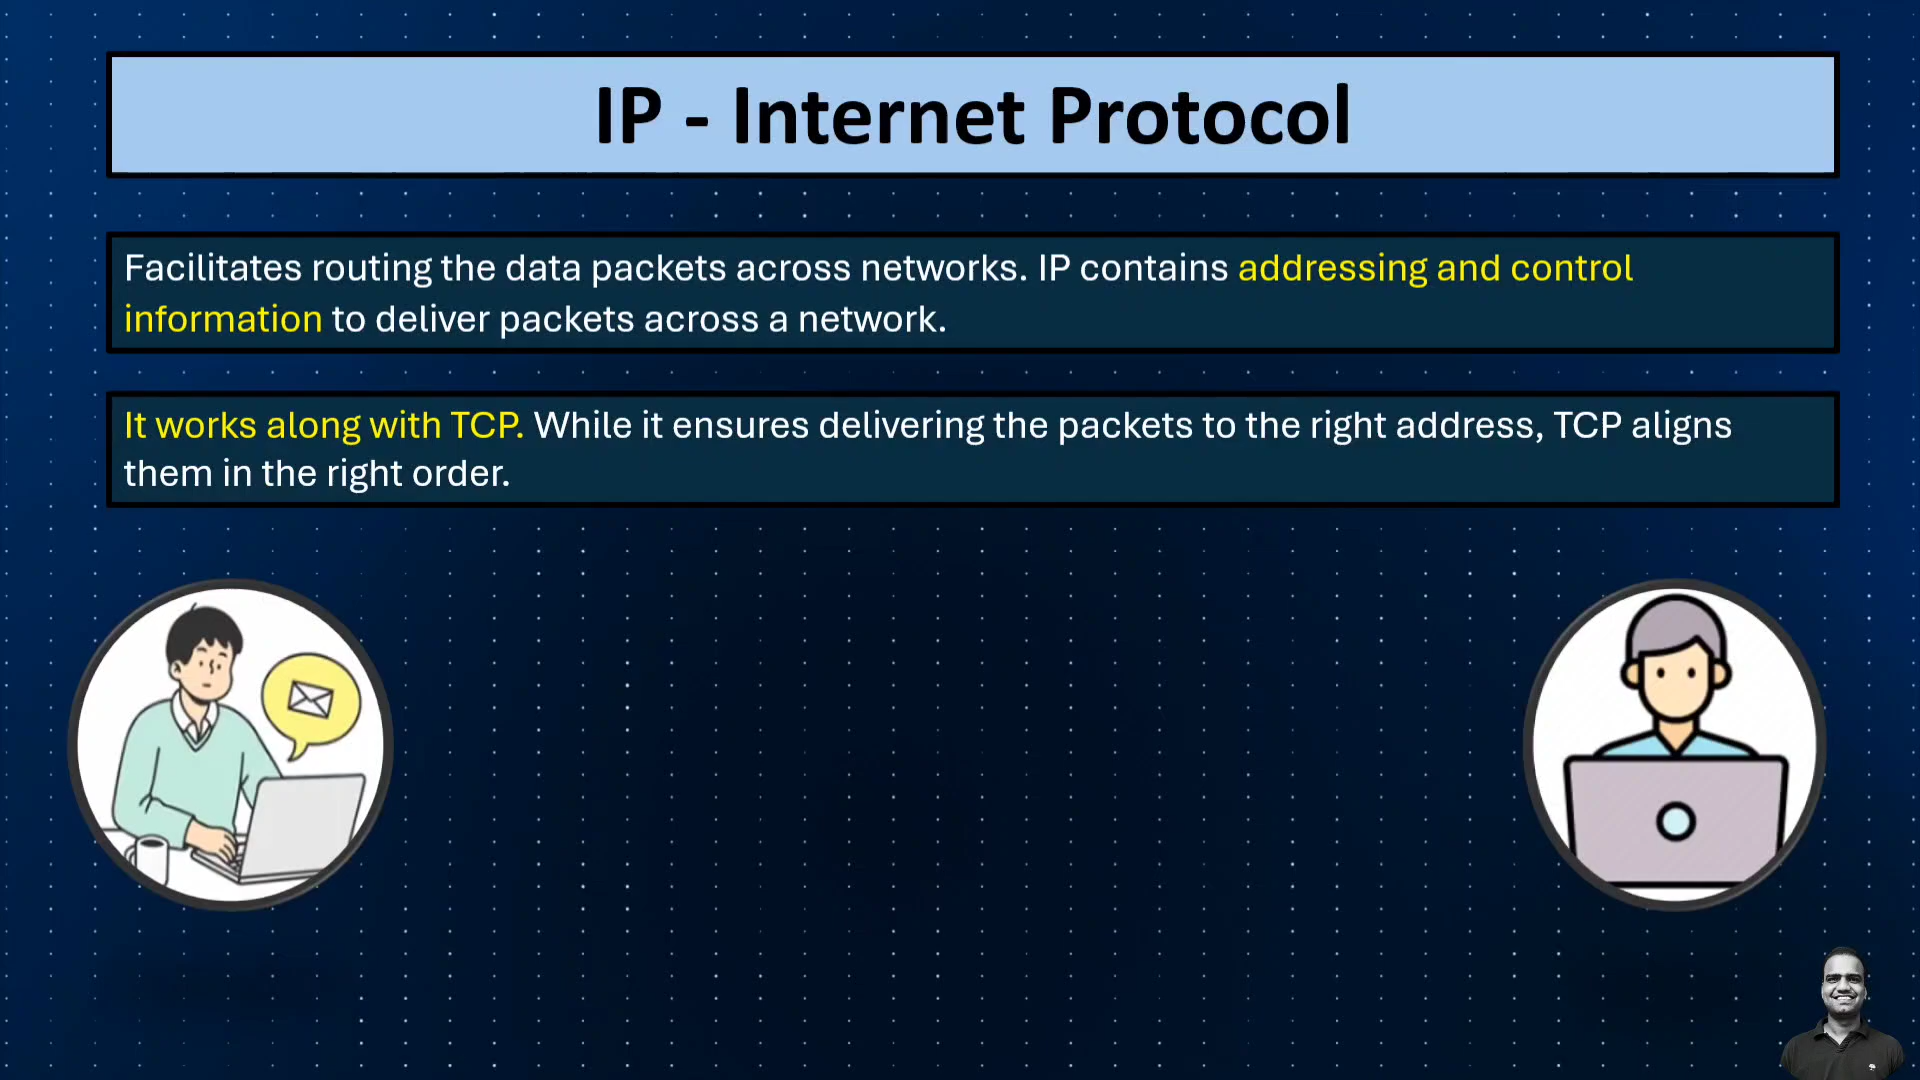 IP - Internet Protocol
Facilitates routing the data packets across networks. IP contains addressing and control
information to deliver packets across a network.
It works along with TCP. While it ensures delivering the packets to the right address, TCP aligns
them in the right order.